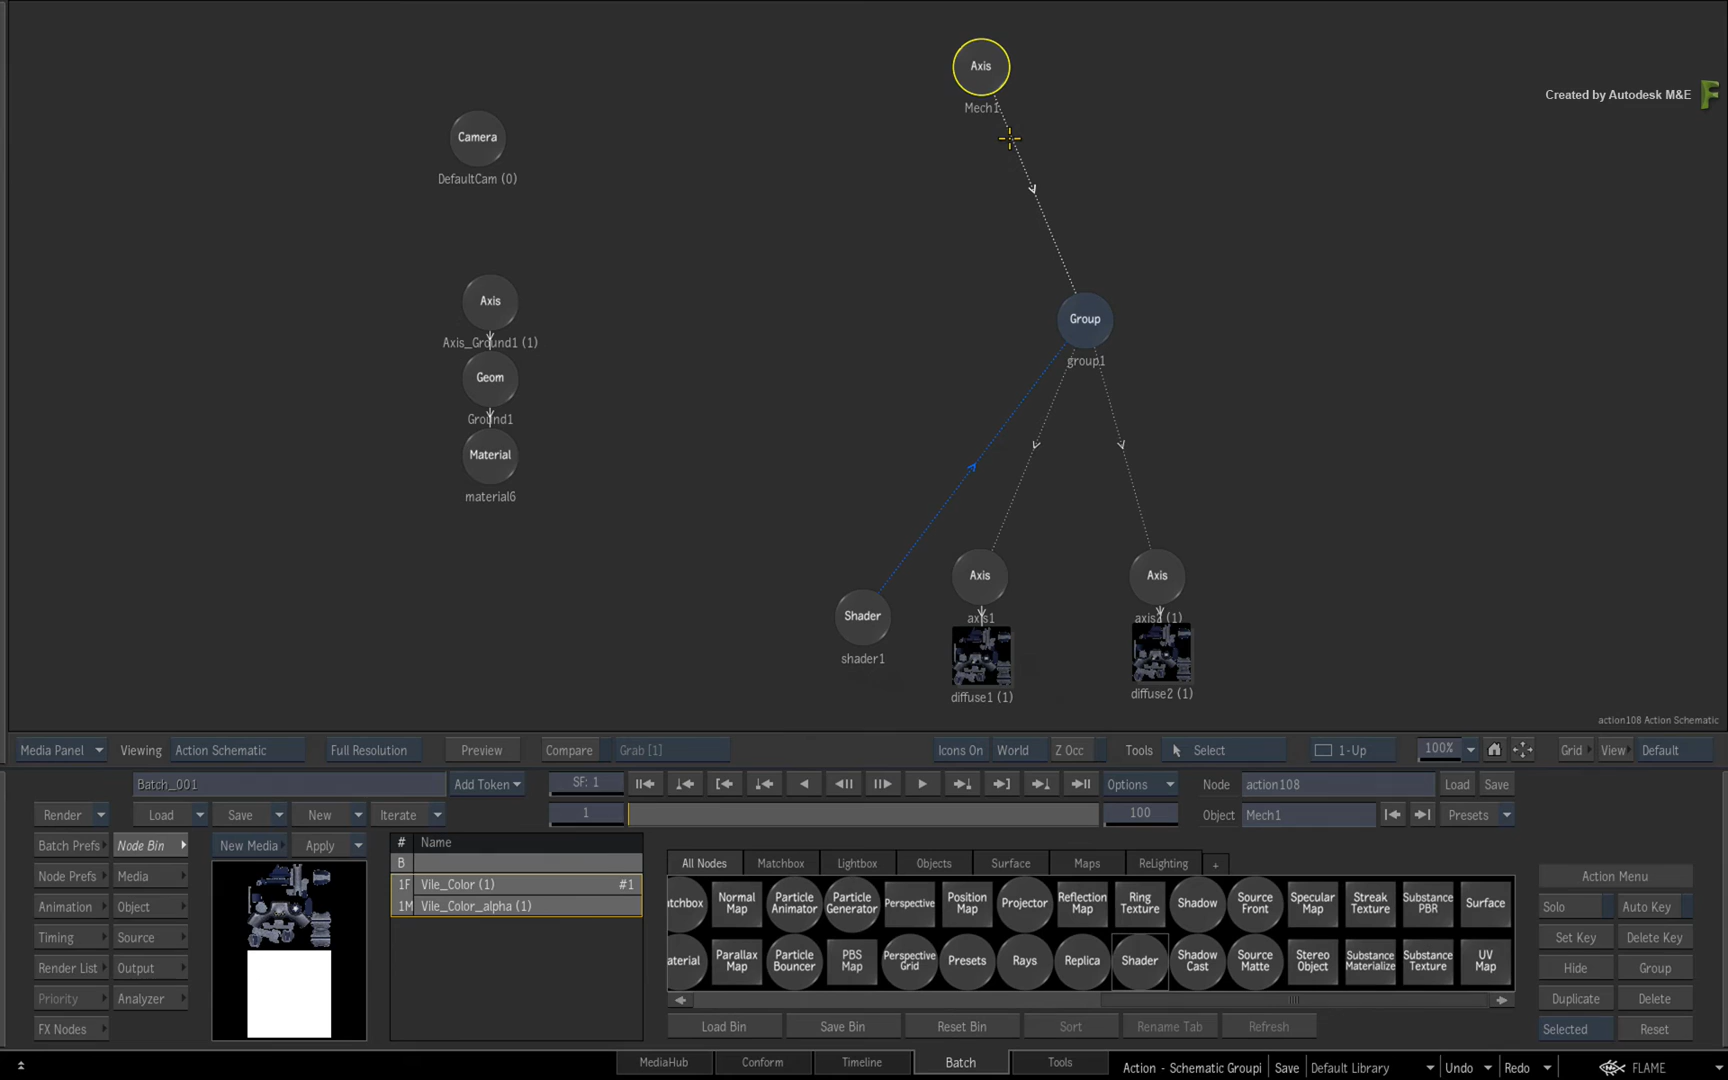 Axis
Mech1
Created by Autodesk M&E
Camera
DefaultCam (0)
Axis
Axis_Ground1 (1)
Geom
Ground1
Material
material6
Group
group1
Shader
shader1
Axis
axis1
diffuse1 (1)
Axis
axis2 (1)
diffuse2 (1)
action108 Action Schematic
Media Panel Viewing Action Schematic Full Resolution Preview Compare Grab [1] Icons On World Z Occ Tools Select 1-Up 100% Grid View Default
Batch_001 Add Token SF: 1 Options Node action108 Load Save
Render Load Save New Iterate 1 100 Object Mech1 Presets
Batch Prefs Node Bin New Media Apply # Name
Node Prefs Media B
Animation Object 1F Vile_Color (1) #1
Timing Source 1M Vile_Color_alpha (1)
Render List Output
Priority Analyzer
FX Nodes
All Nodes Matchbox Lightbox Objects Surface Maps ReLighting +
tchbox Normal Map Particle Animator Particle Generator Perspective Position Map Projector Reflection Map Ring Texture Shadow Source Front Specular Map Streak Texture Substance PBR Surface
aterial Parallax Map Particle Bouncer PBS Map Perspective Grid Presets Rays Replica Shader Shadow Cast Source Matte Stereo Object Substance Materialize Substance Texture UV Map
Load Bin Save Bin Reset Bin Sort Rename Tab Refresh
Action Menu
Solo Auto Key
Set Key Delete Key
Hide Group
Duplicate Delete
Selected Reset
MediaHub Conform Timeline Batch Tools Action - Schematic Groupi Save Default Library Undo Redo FLAME